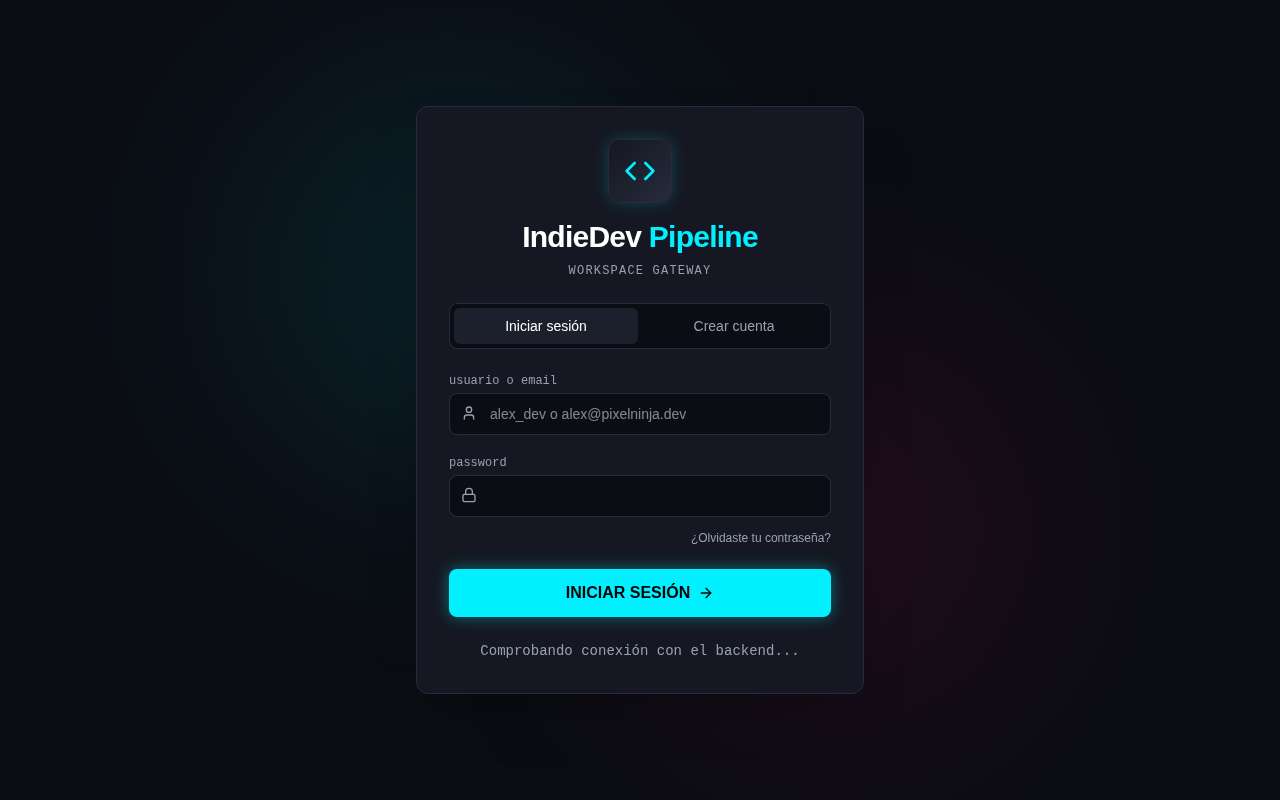 IndieDev Pipeline
WORKSPACE GATEWAY
Iniciar sesión
Crear cuenta
usuario o email
alex_dev o alex@pixelninja.dev
password
¿Olvidaste tu contraseña?
INICIAR SESIÓN
Comprobando conexión con el backend...